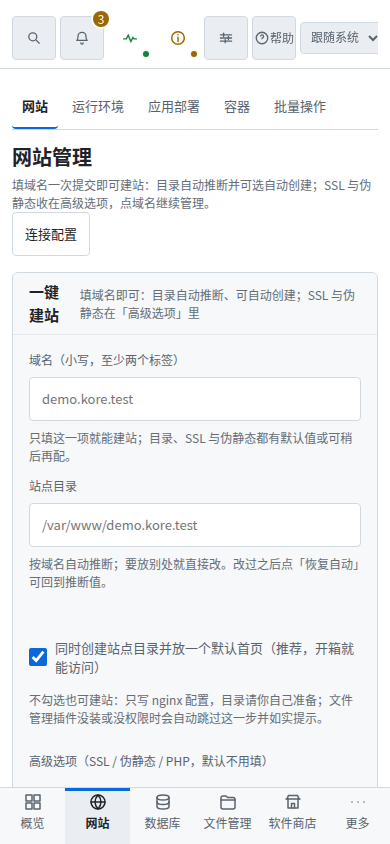 3
帮助
跟随系统
网站
运行环境
应用部署
容器
批量操作
网站管理
填域名一次提交即可建站：目录自动推断并可选自动创建；SSL 与伪
静态收在高级选项，点域名继续管理。
连接配置
一键
建站
填域名即可：目录自动推断、可自动创建；SSL 与伪
静态在「高级选项」里
域名（小写，至少两个标签）
demo.kore.test
只填这一项就能建站；目录、SSL 与伪静态都有默认值或可稍
后再配。
站点目录
/var/www/demo.kore.test
按域名自动推断；要放别处就直接改。改过之后点「恢复自动」
可回到推断值。
同时创建站点目录并放一个默认首页（推荐，开箱就
能访问）
不勾选也可建站：只写 nginx 配置，目录请你自己准备；文件
管理插件没装或没权限时会自动跳过这一步并如实提示。
高级选项（SSL / 伪静态 / PHP，默认不用填）
概览
网站
数据库
文件管理
软件商店
更多